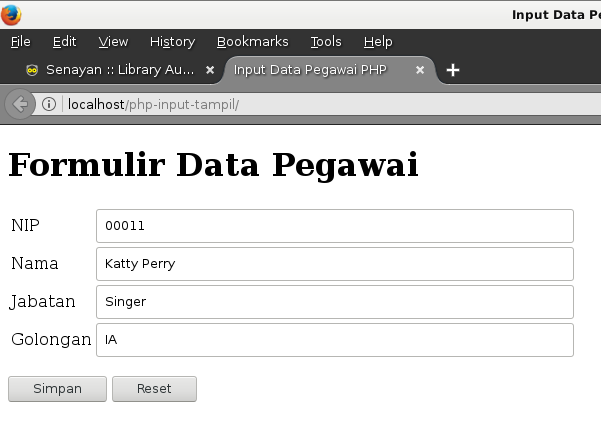 Input Data P
File Edit View History Bookmarks Tools Help
Senayan :: Library Au... Input Data Pegawai PHP
localhost/php-input-tampil/
Formulir Data Pegawai
NIP 00011
Nama Katty Perry
Jabatan Singer
Golongan IA
Simpan Reset